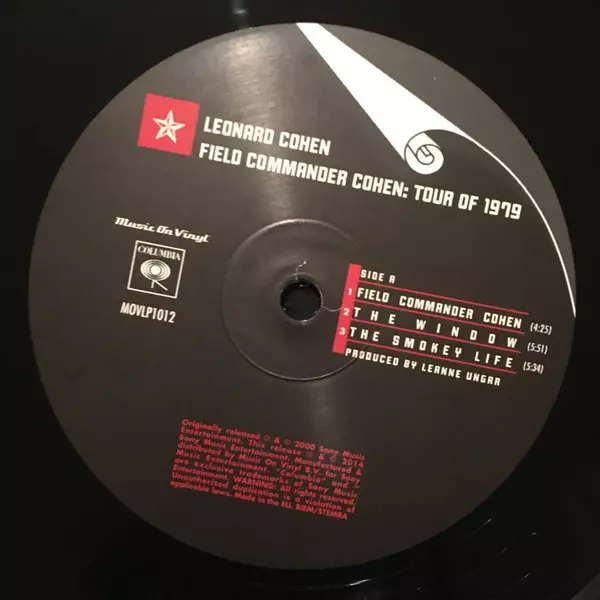 LEONARD COHEN
FIELD COMMANDER COHEN: TOUR OF 1979
Music On Vinyl
COLUMBIA
MOVLP1012
SIDE A
1 FIELD COMMANDER COHEN (4:25)
2 THE WINDOW (5:51)
3 THE SMOKEY LIFE (5:34)
PRODUCED BY LEANNE UNGAR
Originally released ℗ & © 2000 Sony Music
Entertainment. This release ℗ & © 2014
Sony Music Entertainment. Manufactured &
distributed by Music On Vinyl B.V. for Sony
Music Entertainment. "Columbia" and
are exclusive trademarks of Sony Music
Entertainment. WARNING: All rights reserved.
Unauthorized duplication is a violation of
applicable laws. Made in the EU. BIEM/STEMRA